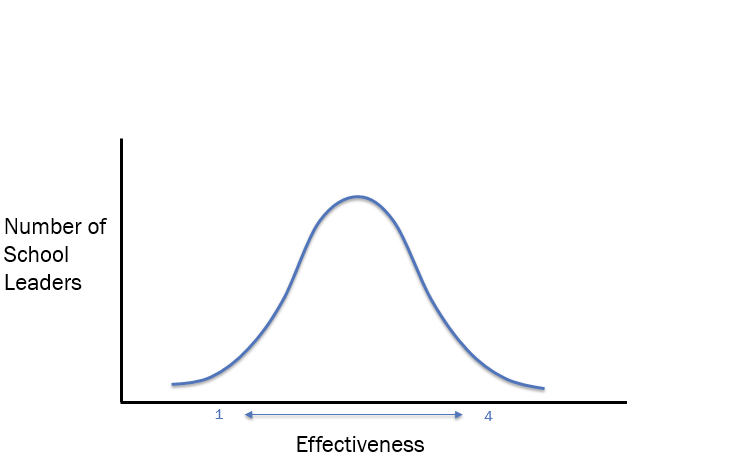 Number of
School
Leaders
1
4
Effectiveness